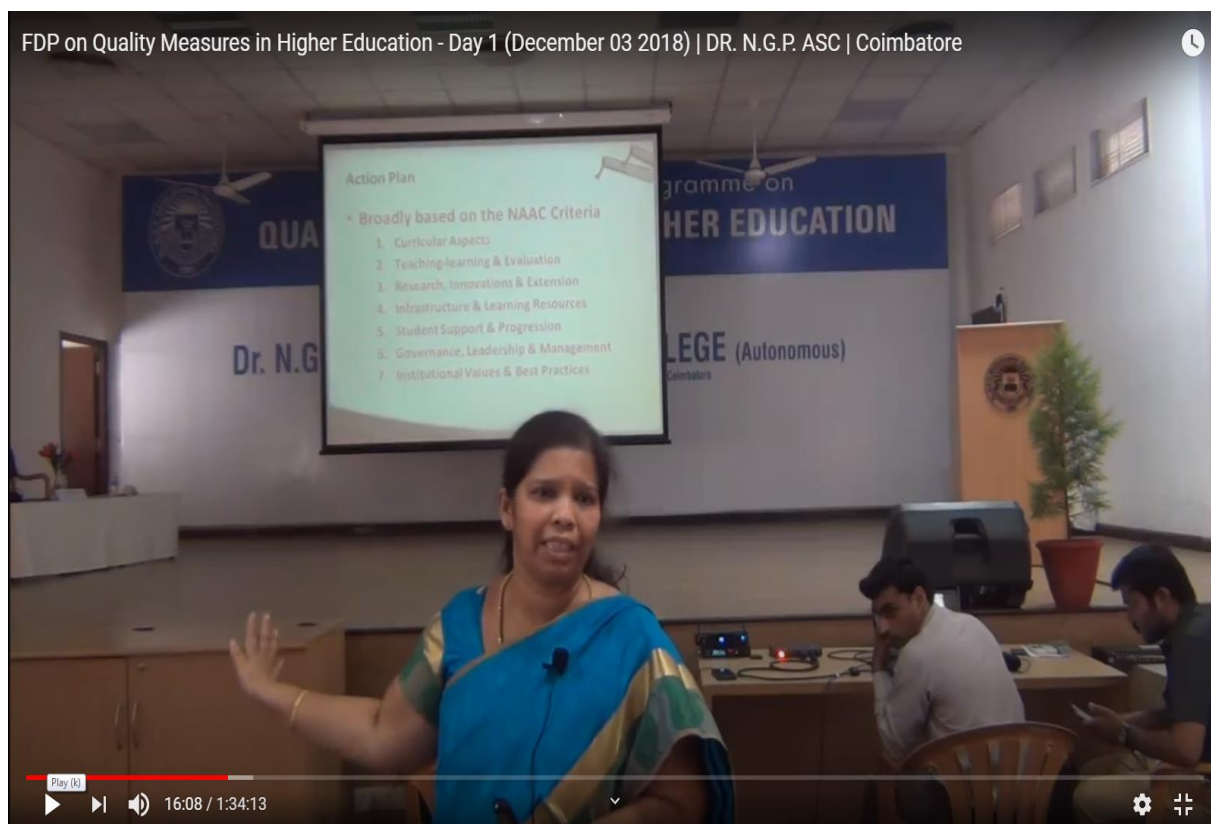 FDP on Quality Measures in Higher Education - Day 1 (December 03 2018) | DR. N.G.P. ASC | Coimbatore
Action Plan
• Broadly based on the NAAC Criteria
1. Curricular Aspects
2. Teaching-learning & Evaluation
3. Research, Innovations & Extension
4. Infrastructure & Learning Resources
5. Student Support & Progression
6. Governance, Leadership & Management
7. Institutional Values & Best Practices
gramme on
QUA
HER EDUCATION
Dr. N.G
LEGE (Autonomous)
Coimbatore
Play (k)
16:08 / 1:34:13